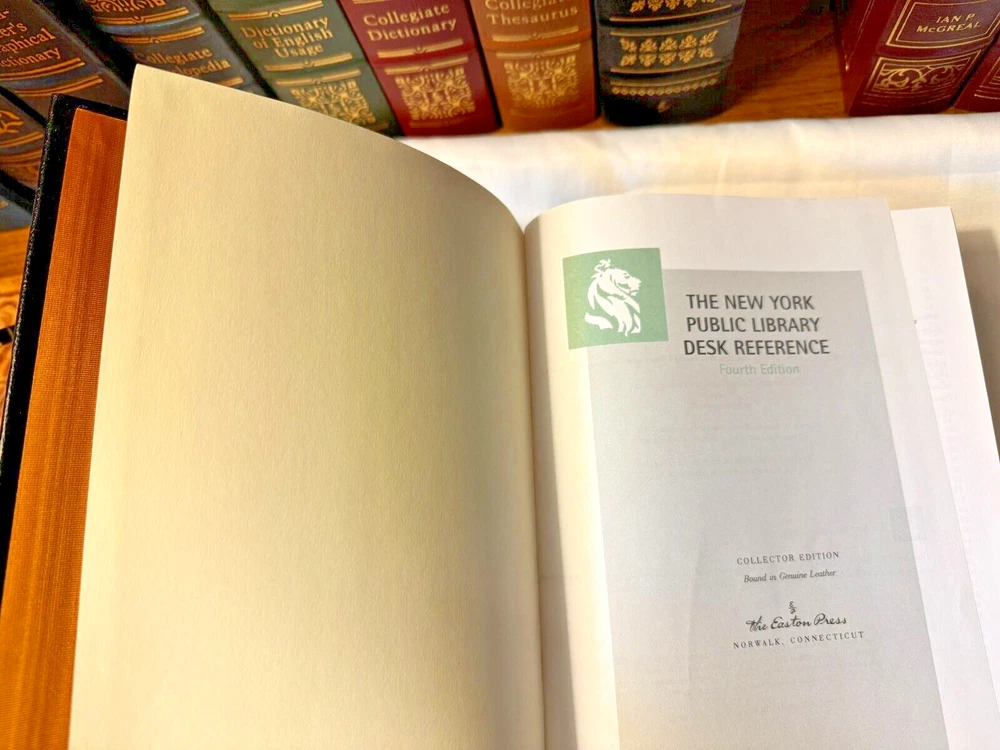 Collegiate
Dictionary
of English
Usage
Collegiate
Dictionary
Collegiate
Thesaurus
IAN P.
McGREAL
THE NEW YORK
PUBLIC LIBRARY
DESK REFERENCE
Fourth Edition
COLLECTOR EDITION
Bound in Genuine Leather
The Easton Press
NORWALK, CONNECTICUT